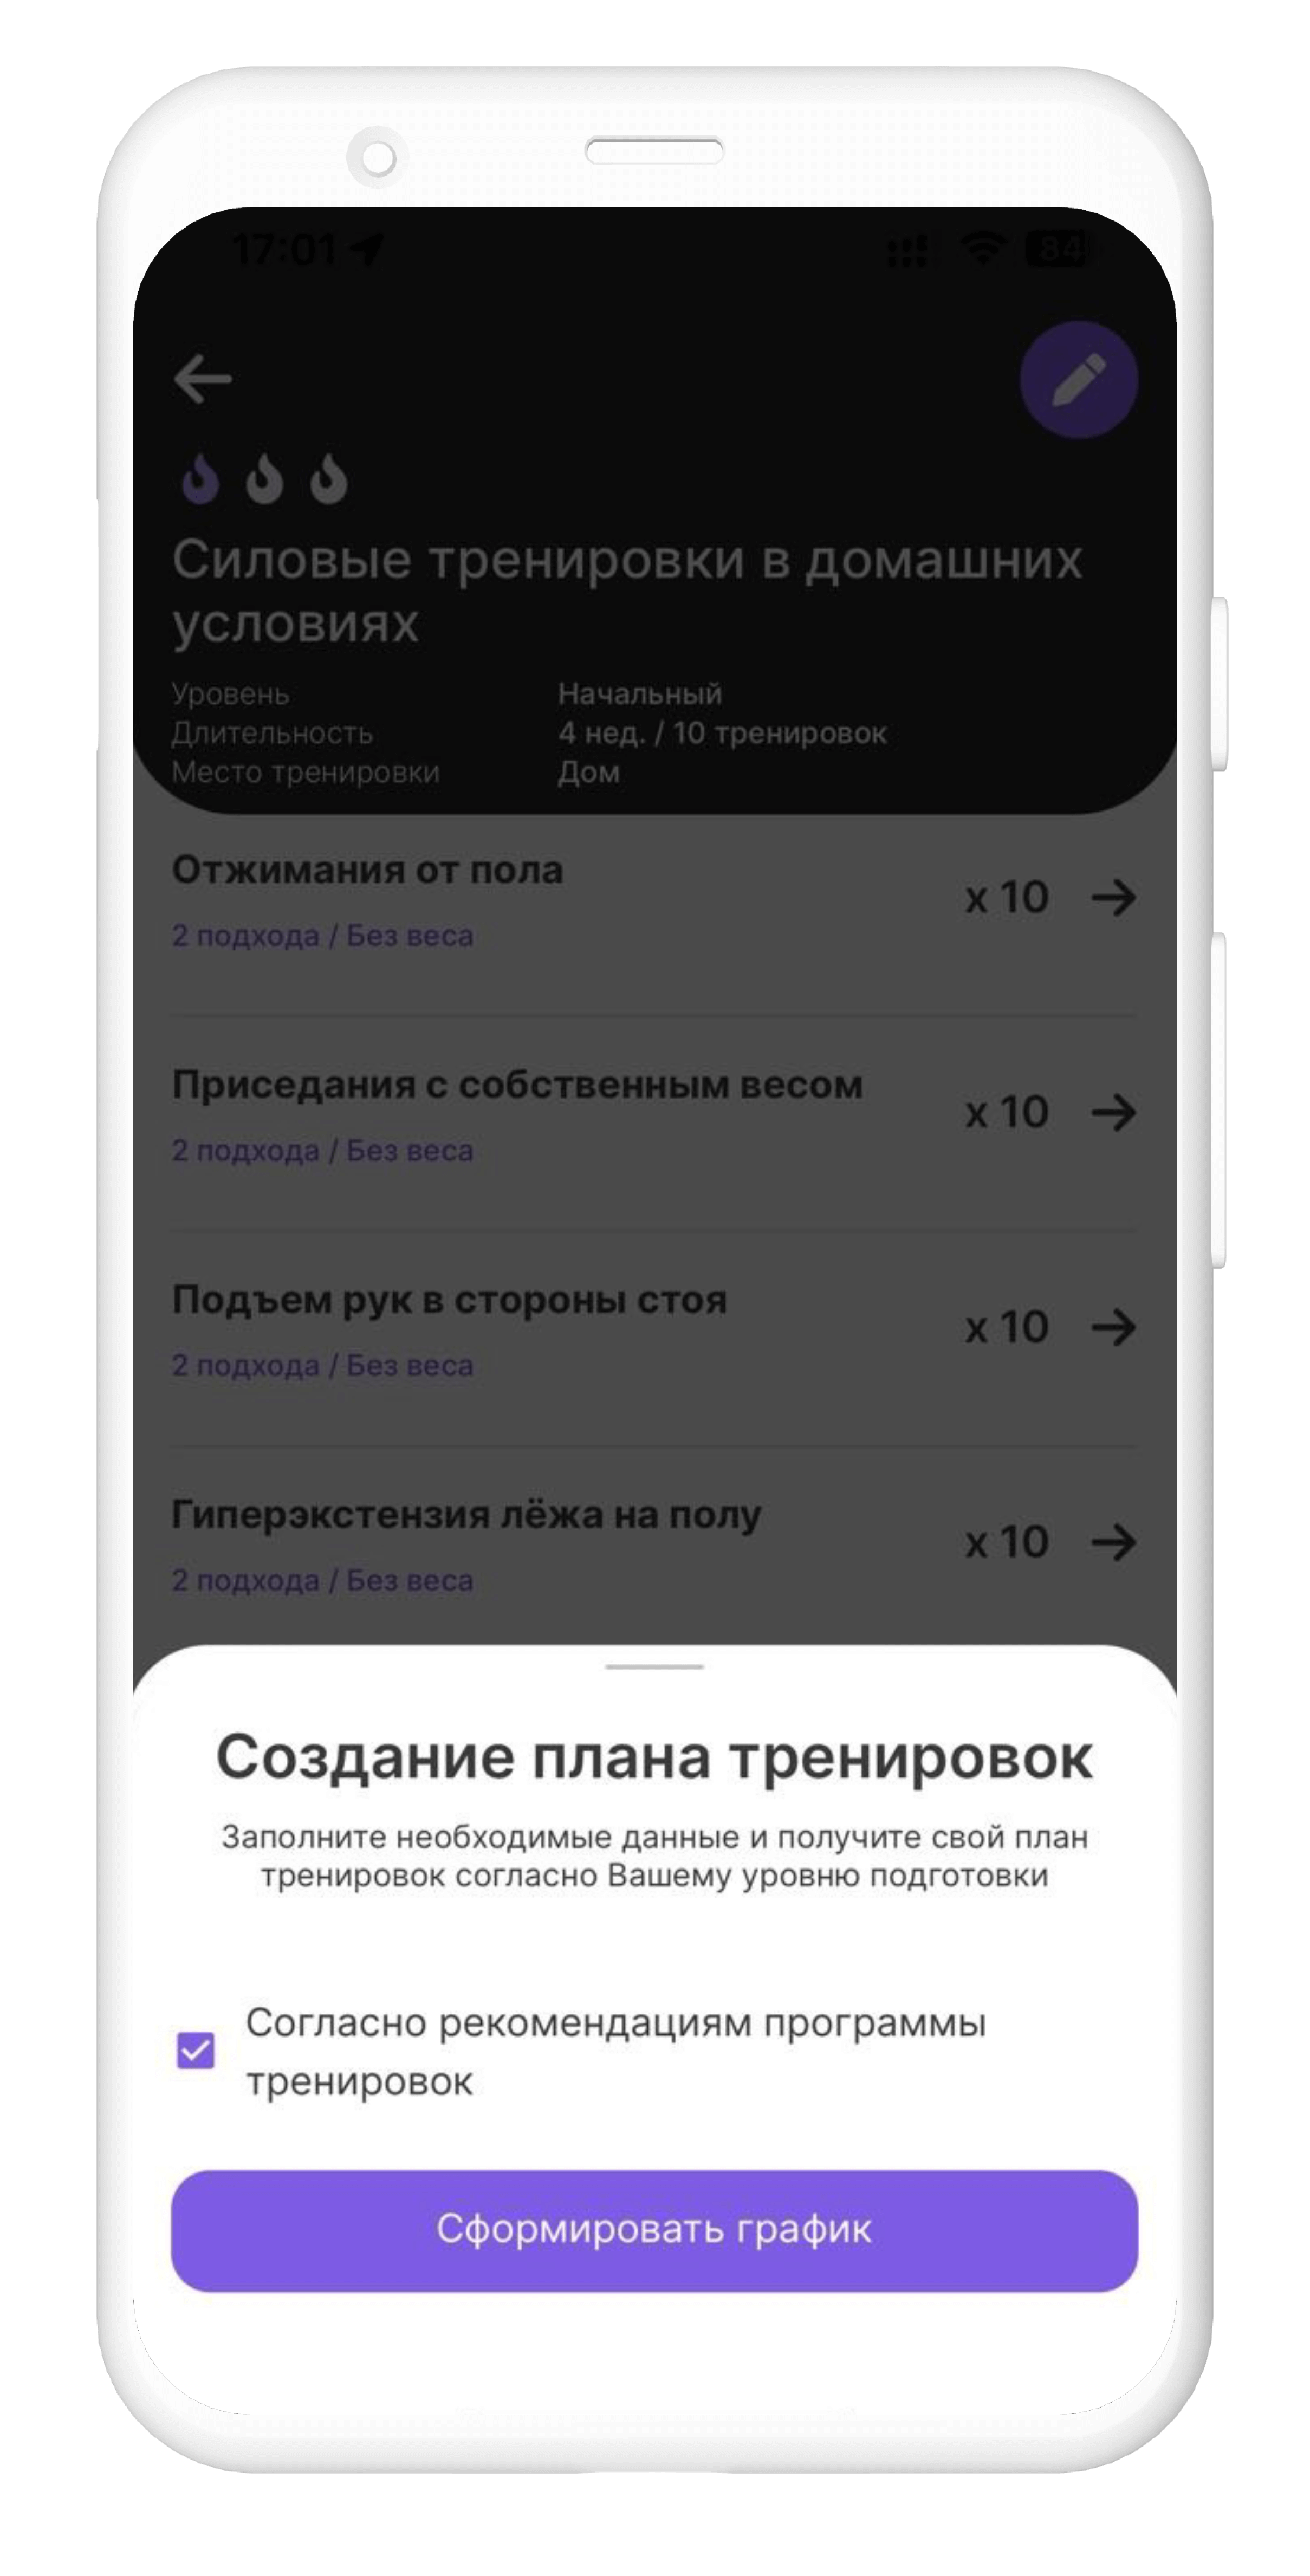 17:01
84
Силовые тренировки в домашних
условиях
Уровень Начальный
Длительность 4 нед. / 10 тренировок
Место тренировки Дом
Отжимания от пола
x 10
2 подхода / Без веса
Приседания с собственным весом
x 10
2 подхода / Без веса
Подъем рук в стороны стоя
x 10
2 подхода / Без веса
Гиперэкстензия лёжа на полу
x 10
2 подхода / Без веса
Создание плана тренировок
Заполните необходимые данные и получите свой план
тренировок согласно Вашему уровню подготовки
Согласно рекомендациям программы
тренировок
Сформировать график